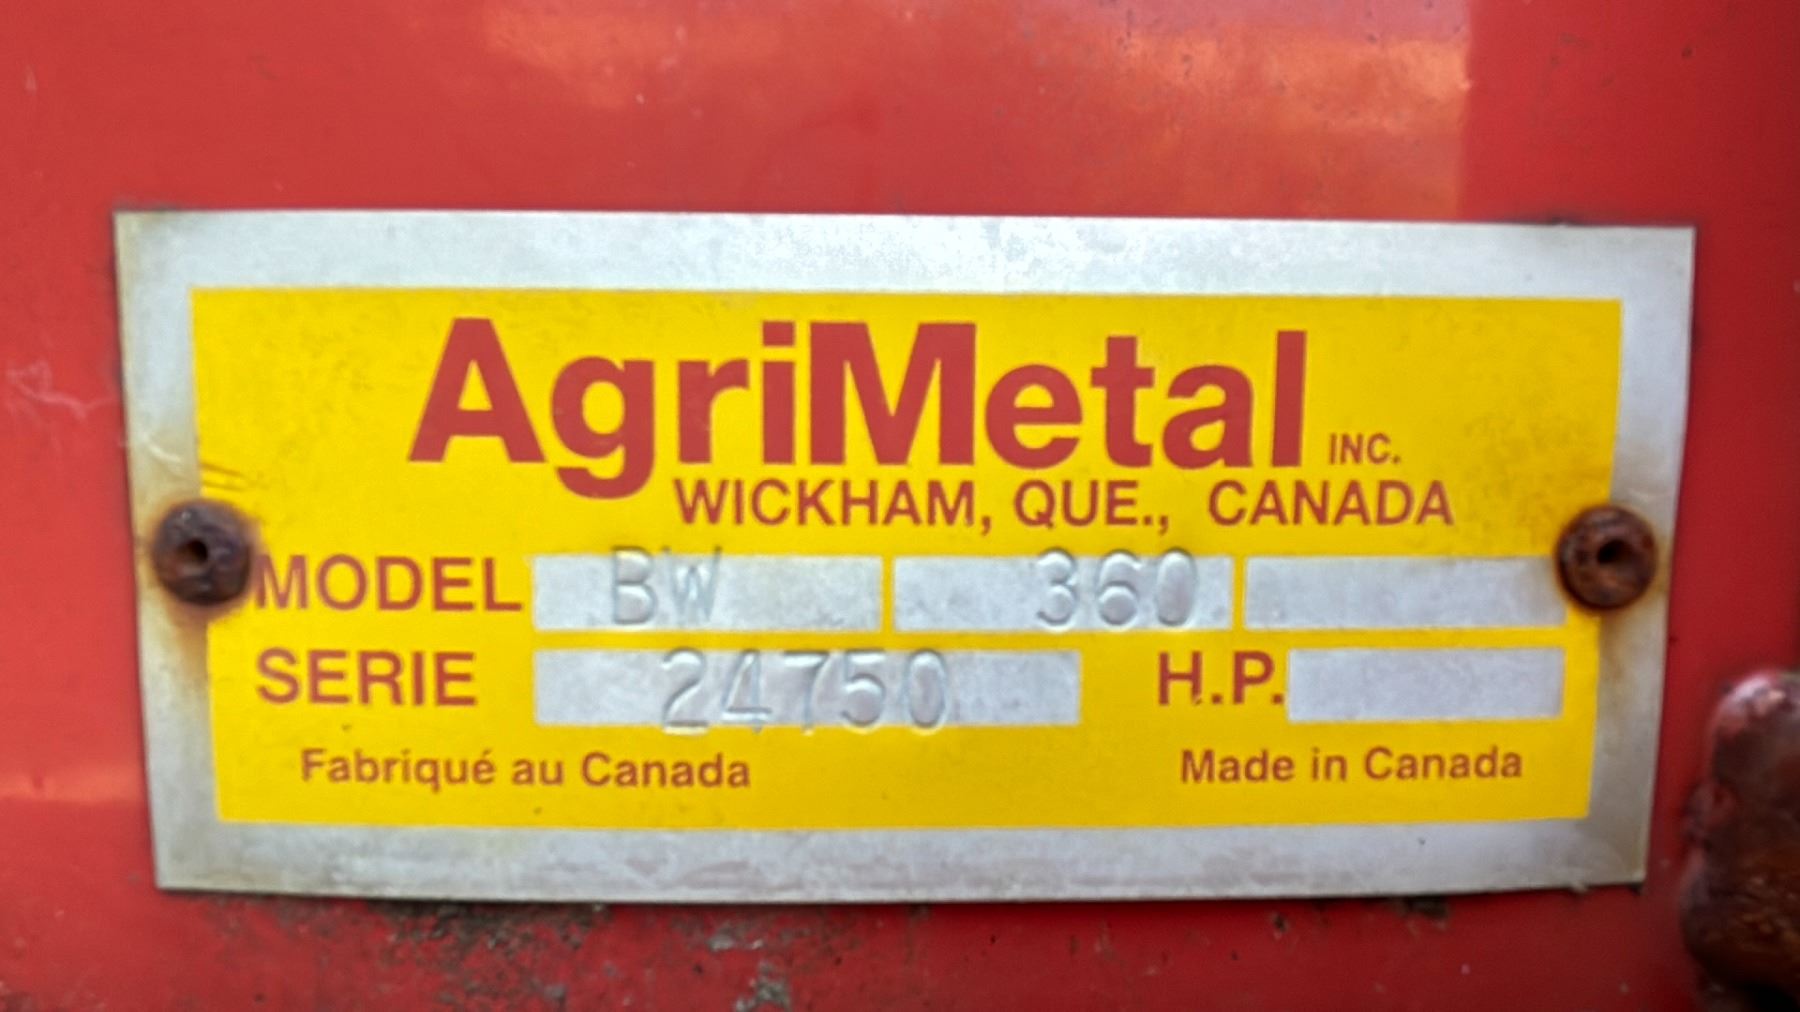 AgriMetal INC.
WICKHAM, QUE., CANADA
MODEL BW 360
SERIE 24750 H.P.
Fabriqué au Canada Made in Canada